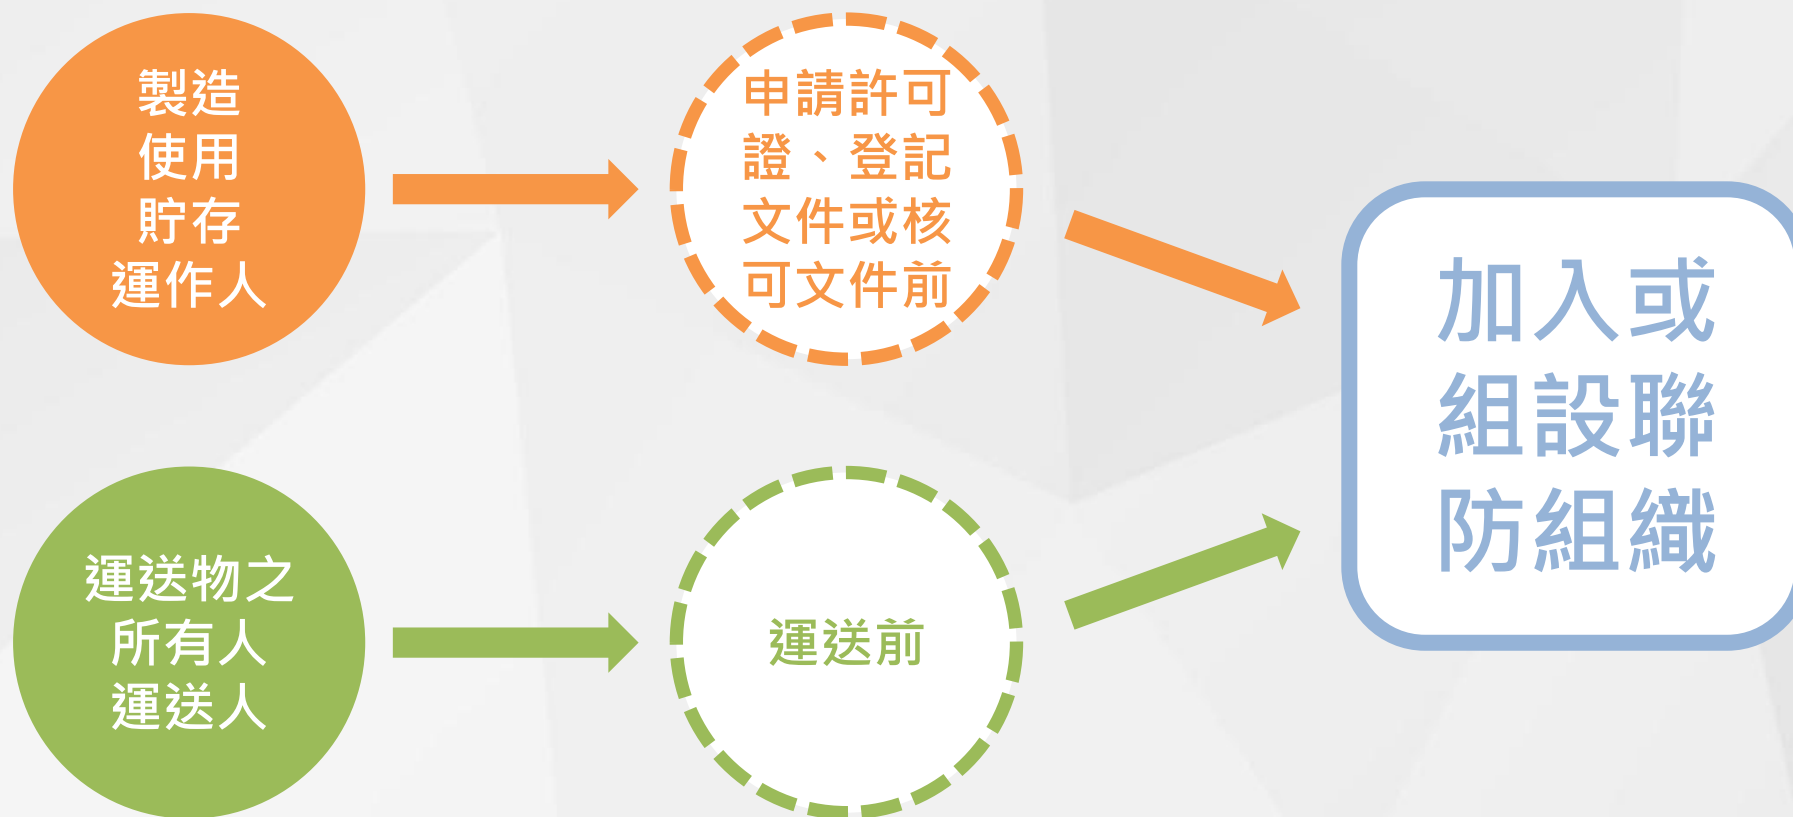 製造
使用
貯存
運作人
申請許可
證、登記
文件或核
可文件前
運送物之
所有人
運送人
運送前
加入或
組設聯
防組織